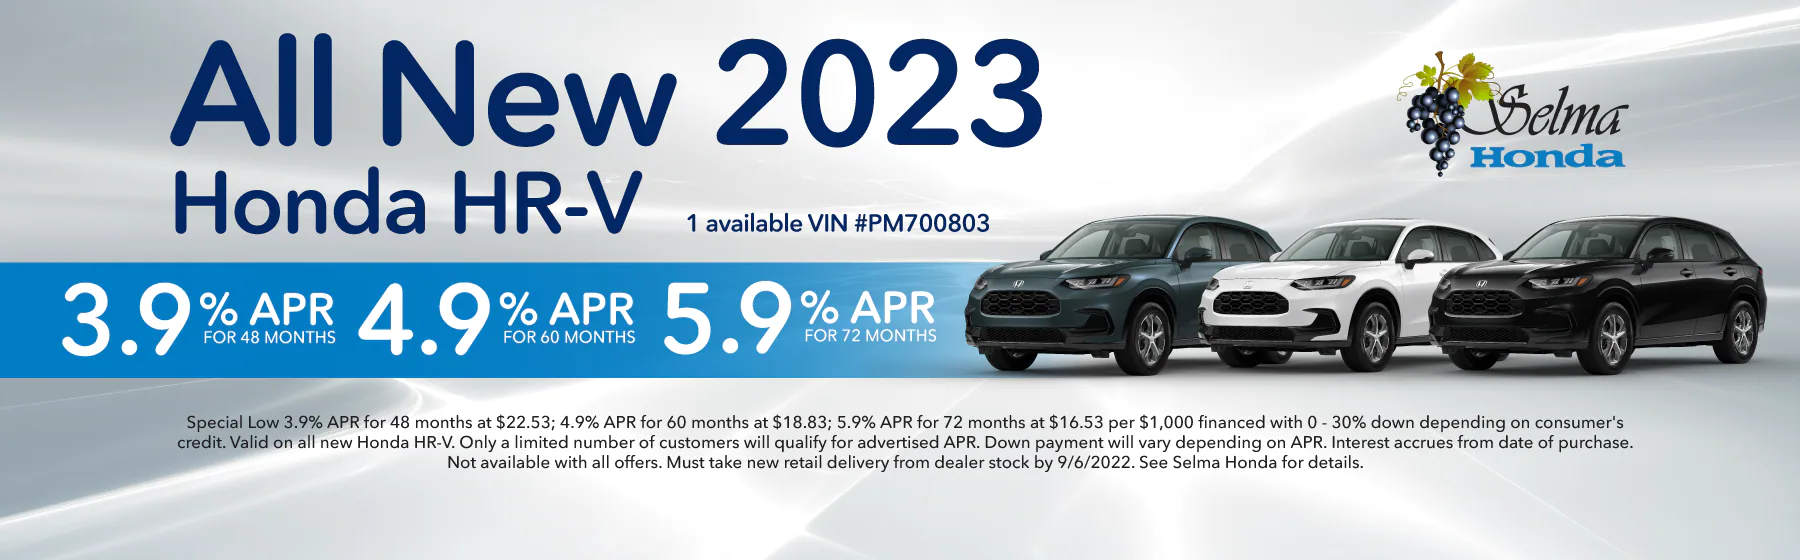 All New 2023
Honda HR-V
1 available VIN #PM700803
Selma
Honda
3.9% APR
FOR 48 MONTHS
4.9% APR
FOR 60 MONTHS
5.9% APR
FOR 72 MONTHS
Special Low 3.9% APR for 48 months at $22.53; 4.9% APR for 60 months at $18.83; 5.9% APR for 72 months at $16.53 per $1,000 financed with 0 - 30% down depending on consumer's
credit. Valid on all new Honda HR-V. Only a limited number of customers will qualify for advertised APR. Down payment will vary depending on APR. Interest accrues from date of purchase.
Not available with all offers. Must take new retail delivery from dealer stock by 9/6/2022. See Selma Honda for details.